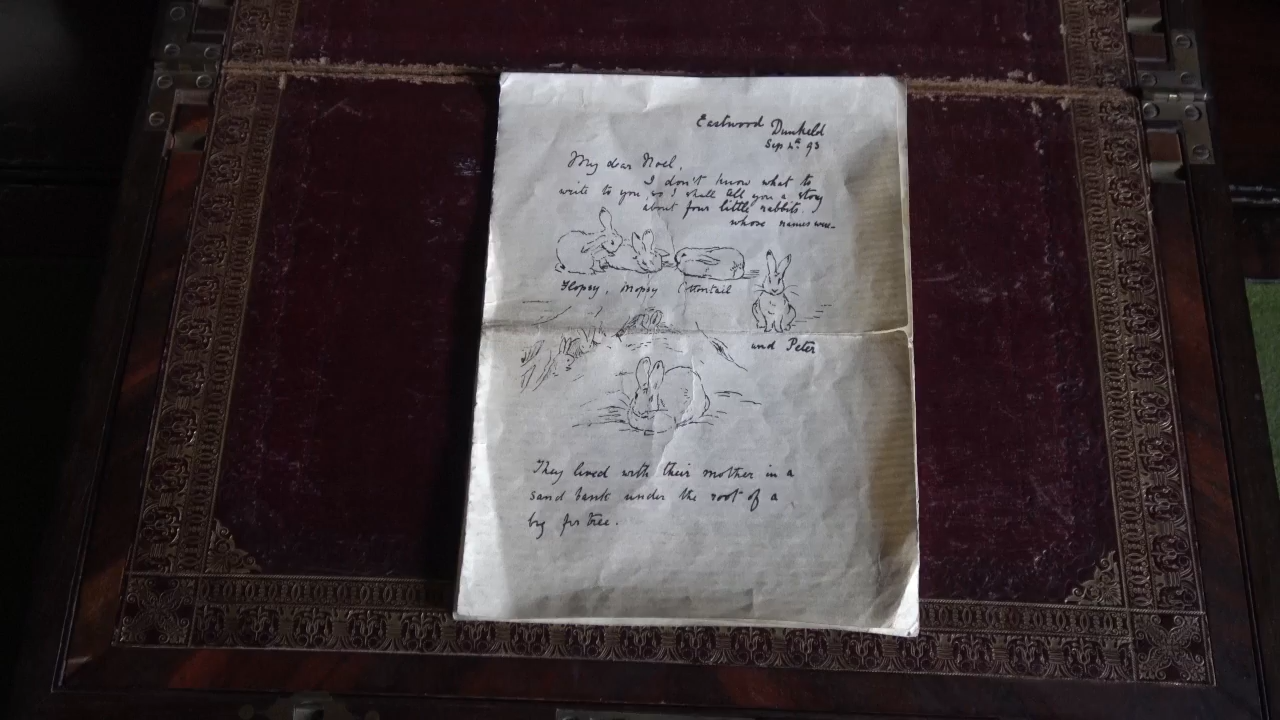 Eastwood Dunkeld
Sep 4th 93
My dear Noel,
I don't know what to
write to you, so I shall tell you a story
about four little rabbits.
whose names were–
Flopsy, Mopsy Cottontail
and Peter
They lived with their mother in a
sand bank under the root of a
big fir tree.